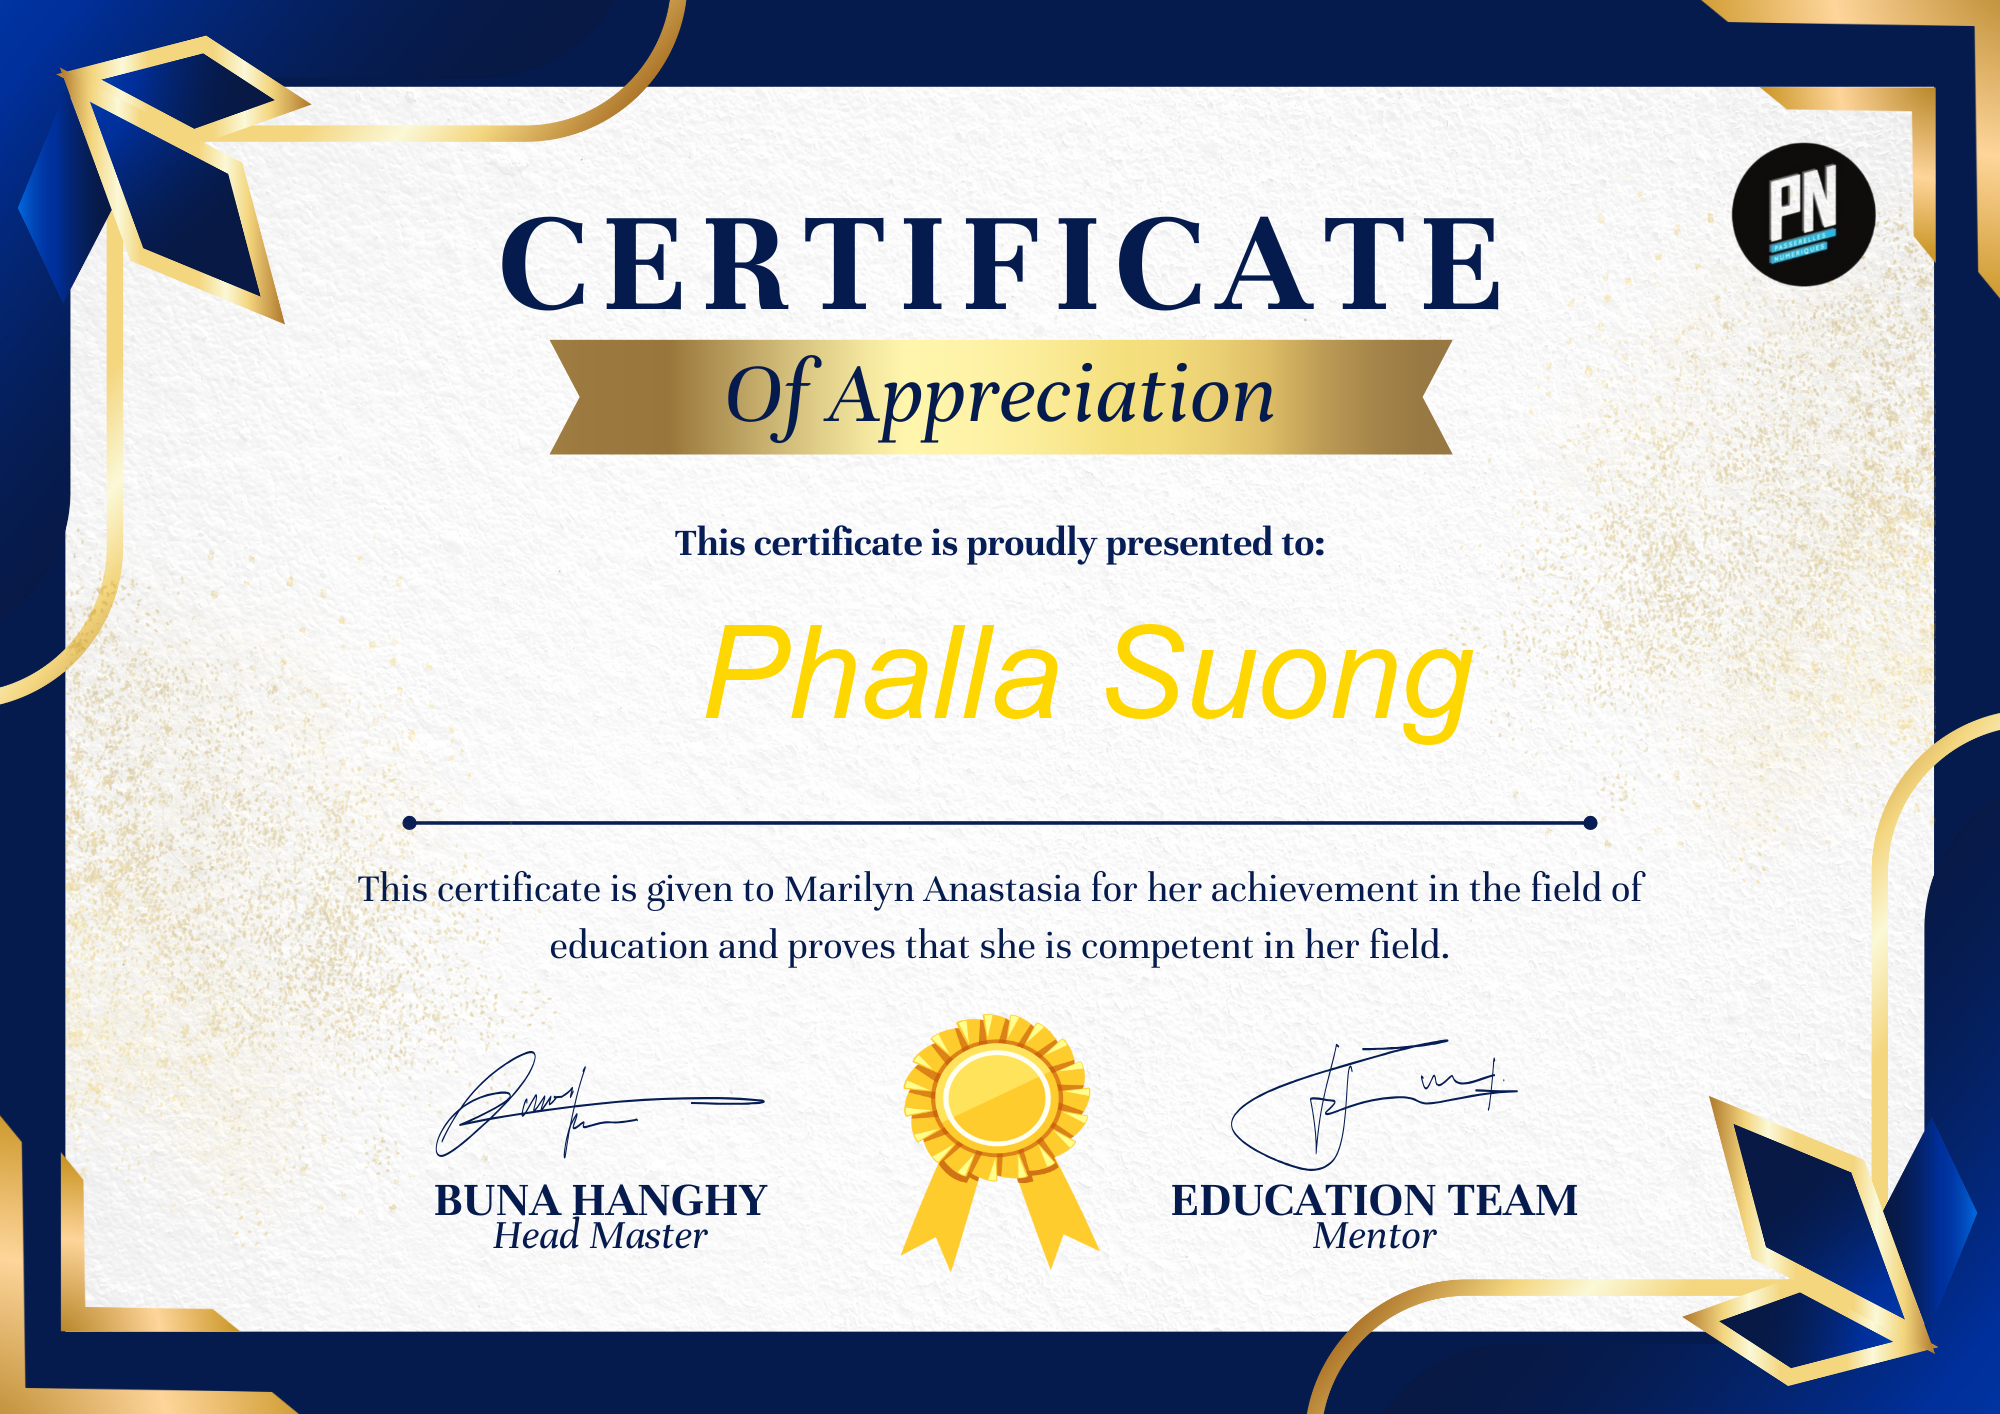 PN
PASSERELLES
NUMERIQUES
CERTIFICATE
Of Appreciation
This certificate is proudly presented to:
Phalla Suong
This certificate is given to Marilyn Anastasia for her achievement in the field of
education and proves that she is competent in her field.
BUNA HANGHY
Head Master
EDUCATION TEAM
Mentor